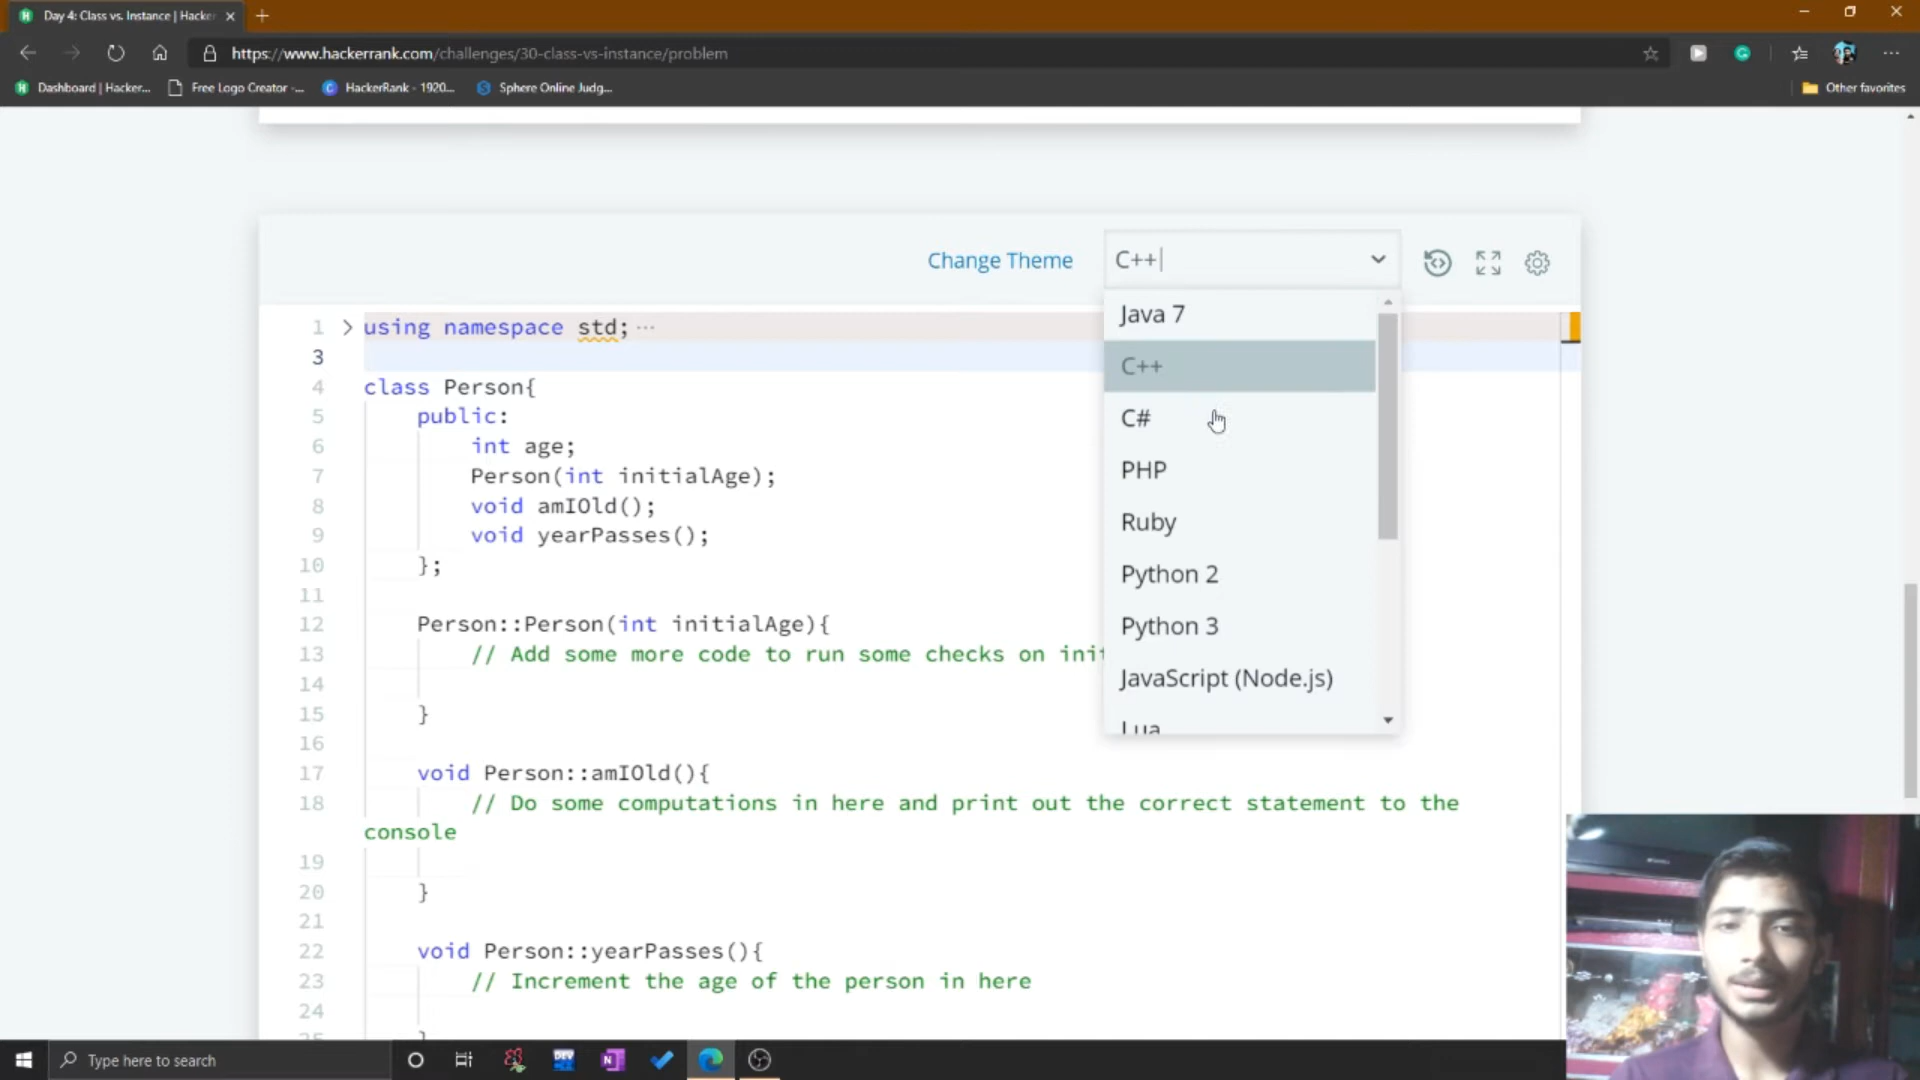 Day 4: Class vs. Instance | Hacker
https://www.hackerrank.com/challenges/30-class-vs-instance/problem
Dashboard | Hacker...
Free Logo Creator -...
HackerRank - 1920...
Sphere Online Judg...
Other favorites
Change Theme
C++
Java 7
C++
C#
PHP
Ruby
Python 2
Python 3
JavaScript (Node.js)
Lua
1 using namespace std; ...
3
4 class Person{
5 public:
6 int age;
7 Person(int initialAge);
8 void amIOld();
9 void yearPasses();
10 };
11
12 Person::Person(int initialAge){
13 // Add some more code to run some checks on
14
15 }
16
17 void Person::amIOld(){
18 // Do some computations in here and print out the correct statement to the
console
19
20 }
21
22 void Person::yearPasses(){
23 // Increment the age of the person in here
24
Type here to search
DEV
N